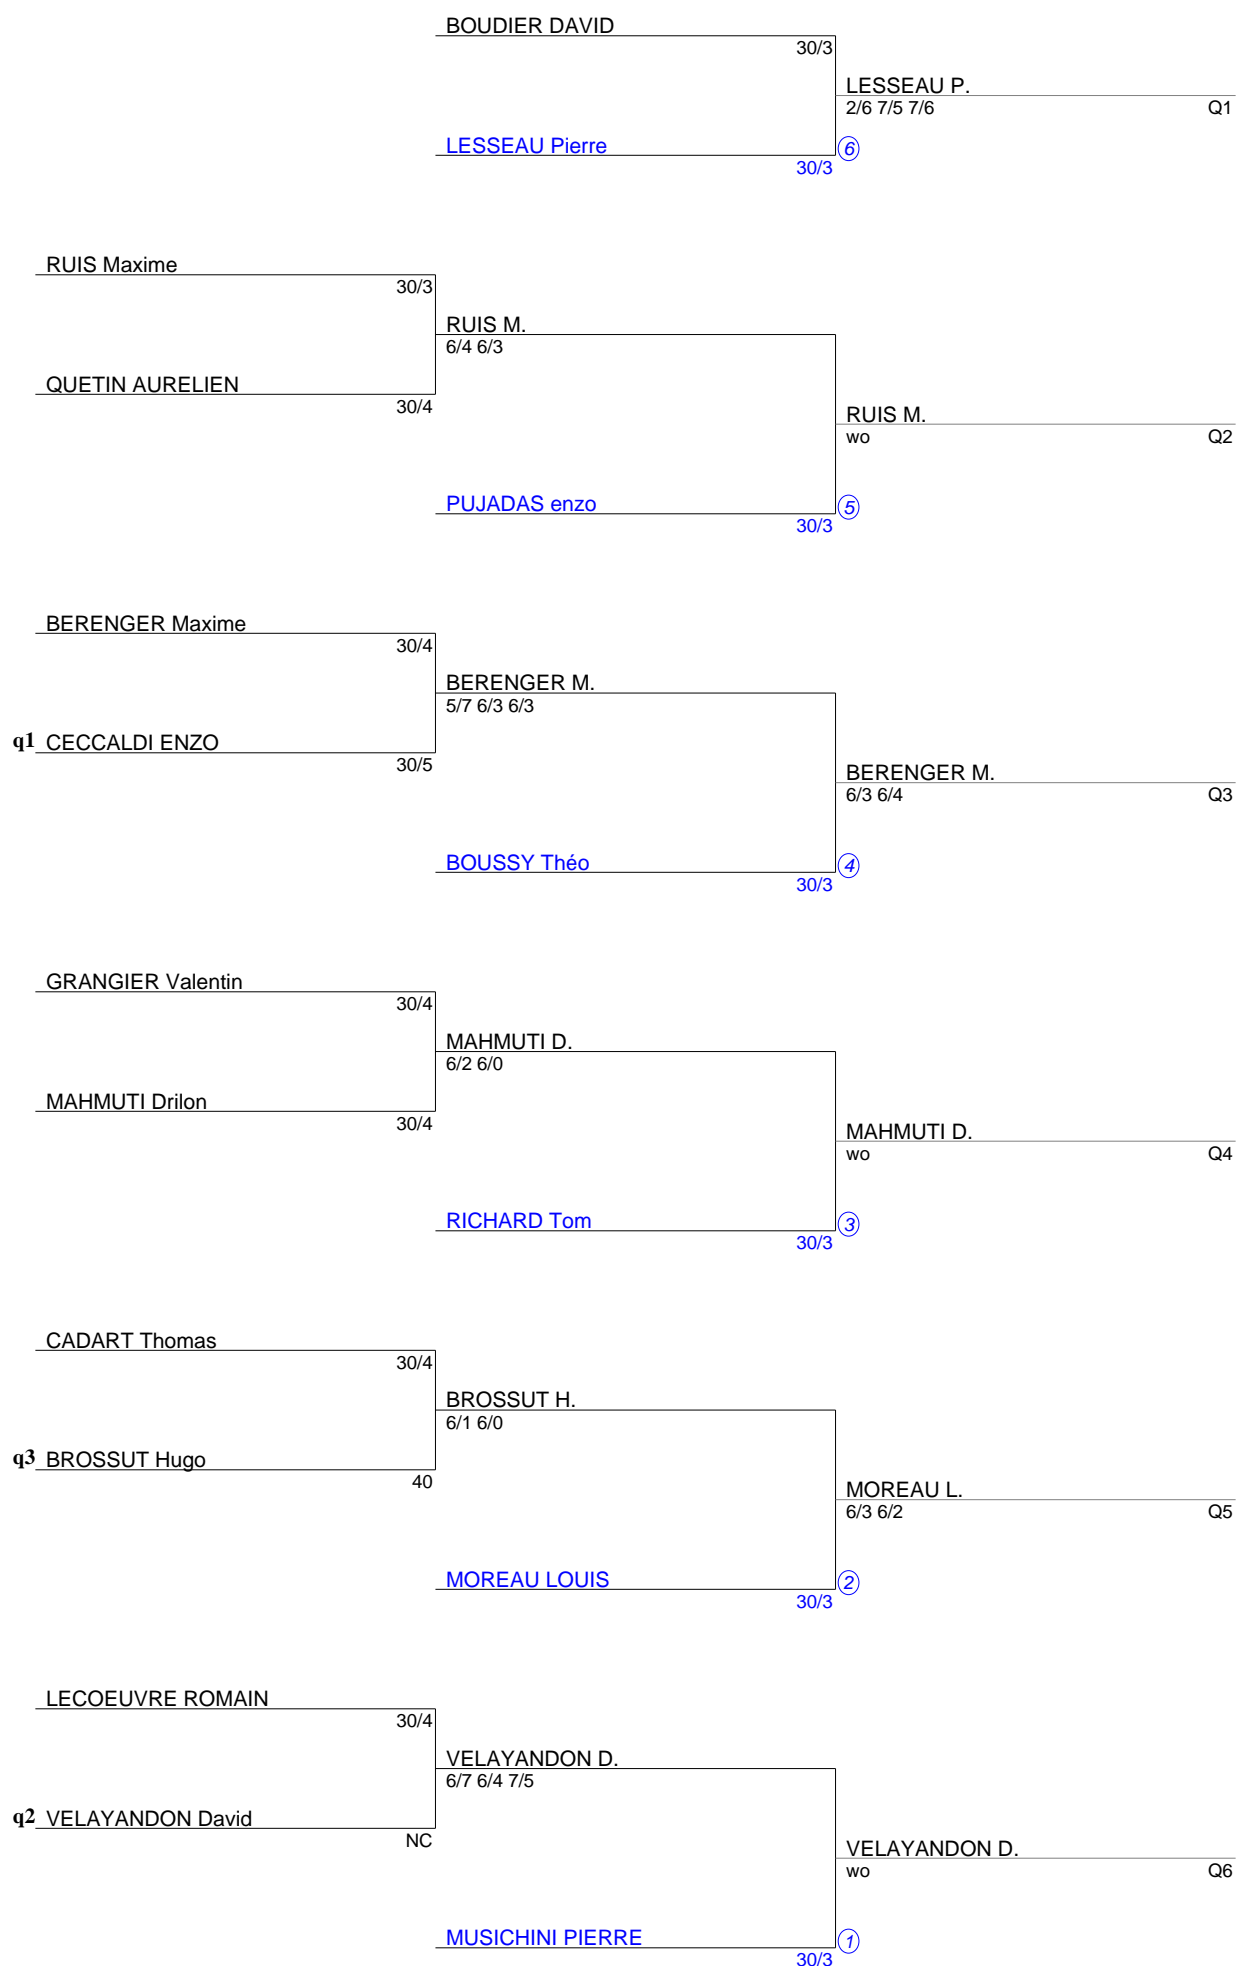 BOUDIER DAVID
30/3
LESSEAU P.
2/6 7/5 7/6 Q1
LESSEAU Pierre 6
30/3
RUIS Maxime
30/3
RUIS M.
6/4 6/3
QUETIN AURELIEN
30/4
RUIS M.
wo Q2
PUJADAS enzo 5
30/3
BERENGER Maxime
30/4
BERENGER M.
5/7 6/3 6/3
q1 CECCALDI ENZO
30/5
BERENGER M.
6/3 6/4 Q3
BOUSSY Théo 4
30/3
GRANGIER Valentin
30/4
MAHMUTI D.
6/2 6/0
MAHMUTI Drilon
30/4
MAHMUTI D.
wo Q4
RICHARD Tom 3
30/3
CADART Thomas
30/4
BROSSUT H.
6/1 6/0
q3 BROSSUT Hugo
40
MOREAU L.
6/3 6/2 Q5
MOREAU LOUIS 2
30/3
LECOEUVRE ROMAIN
30/4
VELAYANDON D.
6/7 6/4 7/5
q2 VELAYANDON David
NC
VELAYANDON D.
wo Q6
MUSICHINI PIERRE 1
30/3